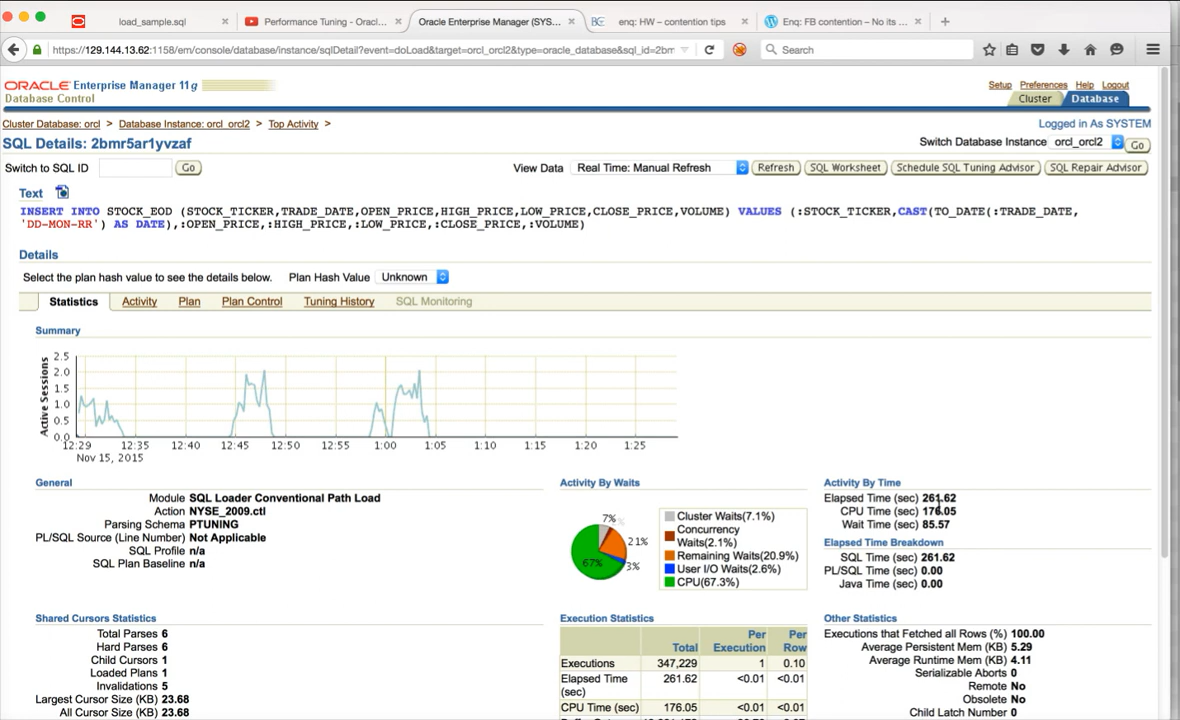 load_sample.sql
Performance Tuning - Oracl...
Oracle Enterprise Manager (SYS...
enq: HW – contention tips
Enq: FB contention – No its ...
https://129.144.13.62:1158/em/console/database/instance/sqlDetail?event=doLoad&target=orcl_orcl2&type=oracle_database&sql_id=2bm
Search
ORACLE Enterprise Manager 11g
Database Control
Setup Preferences Help Logout
Cluster Database
Cluster Database: orcl > Database Instance: orcl_orcl2 > Top Activity >
Logged in As SYSTEM
SQL Details: 2bmr5ar1yvzaf
Switch Database Instance orcl_orcl2 Go
Switch to SQL ID Go
View Data Real Time: Manual Refresh Refresh SQL Worksheet Schedule SQL Tuning Advisor SQL Repair Advisor
Text
INSERT INTO STOCK_EOD (STOCK_TICKER,TRADE_DATE,OPEN_PRICE,HIGH_PRICE,LOW_PRICE,CLOSE_PRICE,VOLUME) VALUES (:STOCK_TICKER,CAST(TO_DATE(:TRADE_DATE,
'DD-MON-RR') AS DATE),:OPEN_PRICE,:HIGH_PRICE,:LOW_PRICE,:CLOSE_PRICE,:VOLUME)
Details
Select the plan hash value to see the details below. Plan Hash Value Unknown
Statistics Activity Plan Plan Control Tuning History SQL Monitoring
Summary
Active Sessions
2.5
2.0
1.5
1.0
0.5
0.0
12:29 12:35 12:40 12:45 12:50 12:55 1:00 1:05 1:10 1:15 1:20 1:25
Nov 15, 2015
General
Module SQL Loader Conventional Path Load
Action NYSE_2009.ctl
Parsing Schema PTUNING
PL/SQL Source (Line Number) Not Applicable
SQL Profile n/a
SQL Plan Baseline n/a
Activity By Waits
7%
21%
3%
67%
Cluster Waits(7.1%)
Concurrency
Waits(2.1%)
Remaining Waits(20.9%)
User I/O Waits(2.6%)
CPU(67.3%)
Activity By Time
Elapsed Time (sec) 261.62
CPU Time (sec) 176.05
Wait Time (sec) 85.57
Elapsed Time Breakdown
SQL Time (sec) 261.62
PL/SQL Time (sec) 0.00
Java Time (sec) 0.00
Shared Cursors Statistics
Total Parses 6
Hard Parses 6
Child Cursors 1
Loaded Plans 1
Invalidations 5
Largest Cursor Size (KB) 23.68
All Cursor Size (KB) 23.68
Execution Statistics
Total Per Execution Per Row
Executions 347,229 1 0.10
Elapsed Time (sec) 261.62 <0.01 <0.01
CPU Time (sec) 176.05 <0.01 <0.01
Other Statistics
Executions that Fetched all Rows (%) 100.00
Average Persistent Mem (KB) 5.29
Average Runtime Mem (KB) 4.11
Serializable Aborts 0
Remote No
Obsolete No
Child Latch Number 0